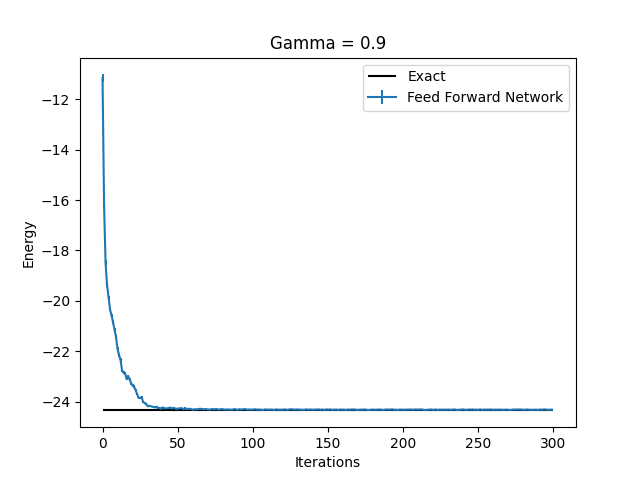 Gamma = 0.9
Exact
Feed Forward Network
Energy
−12
−14
−16
−18
−20
−22
−24
0 50 100 150 200 250 300
Iterations